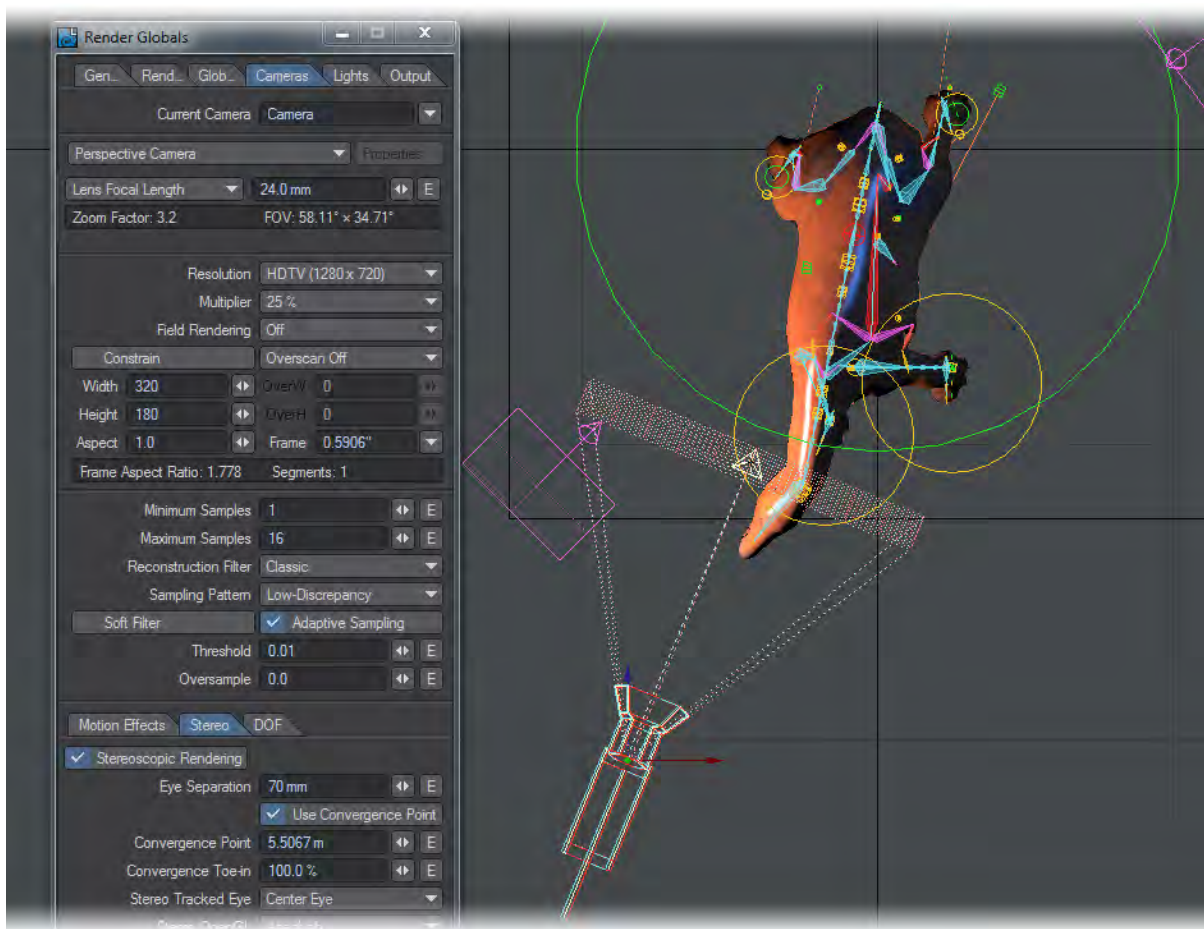 Render Globals
Gen... Rend... Glob... Cameras Lights Output
Current Camera Camera
Perspective Camera Properties
Lens Focal Length 24.0 mm E
Zoom Factor: 3.2 FOV: 58.11° × 34.71°
Resolution HDTV (1280 x 720)
Multiplier 25 %
Field Rendering Off
Constrain Overscan Off
Width 320 OverW 0
Height 180 OverH 0
Aspect 1.0 Frame 0.5906"
Frame Aspect Ratio: 1.778 Segments: 1
Minimum Samples 1 E
Maximum Samples 16 E
Reconstruction Filter Classic
Sampling Pattern Low-Discrepancy
Soft Filter Adaptive Sampling
Threshold 0.01 E
Oversample 0.0 E
Motion Effects Stereo DOF
Stereoscopic Rendering
Eye Separation 70 mm E
Use Convergence Point
Convergence Point 5.5067 m E
Convergence Toe-in 100.0 % E
Stereo Tracked Eye Center Eye